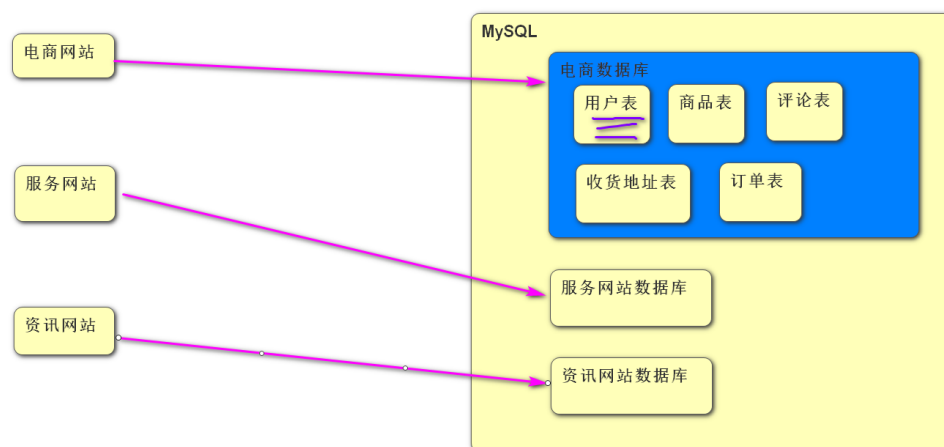 MySQL
电商网站
电商数据库
用户表
商品表
评论表
服务网站
收货地址表
订单表
服务网站数据库
资讯网站
资讯网站数据库